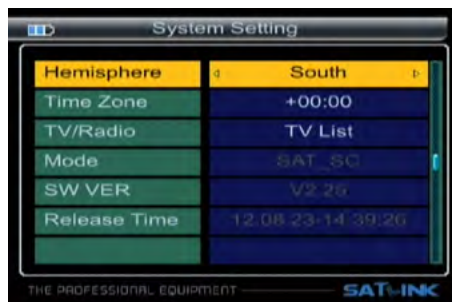 System Setting
Hemisphere South
Time Zone +00:00
TV/Radio TV List
Mode SAT_SC
SW VER V2.25
Release Time 12.08.23-14:39:26
THE PROFESSIONAL EQUIPMENT SATLINK